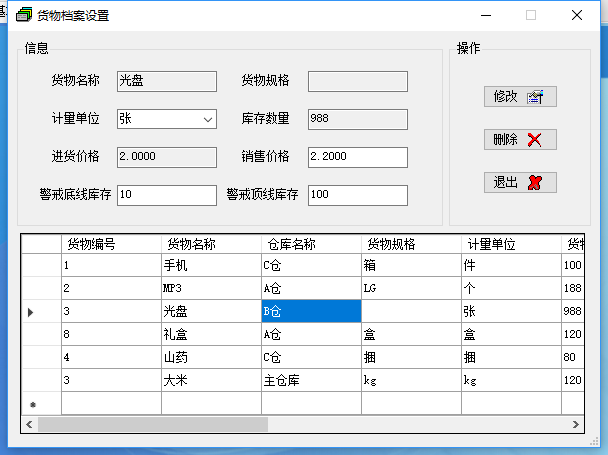 货物档案设置
信息
操作
货物名称 光盘 货物规格
计量单位 张 库存数量 988
进货价格 2.0000 销售价格 2.2000
警戒底线库存 10 警戒顶线库存 100
修改
删除
退出
货物编号 货物名称 仓库名称 货物规格 计量单位
1 手机 C仓 箱 件 100
2 MP3 A仓 LG 个 188
3 光盘 B仓 张 988
8 礼盒 A仓 盒 盒 120
4 山药 C仓 捆 捆 80
3 大米 主仓库 kg kg 120